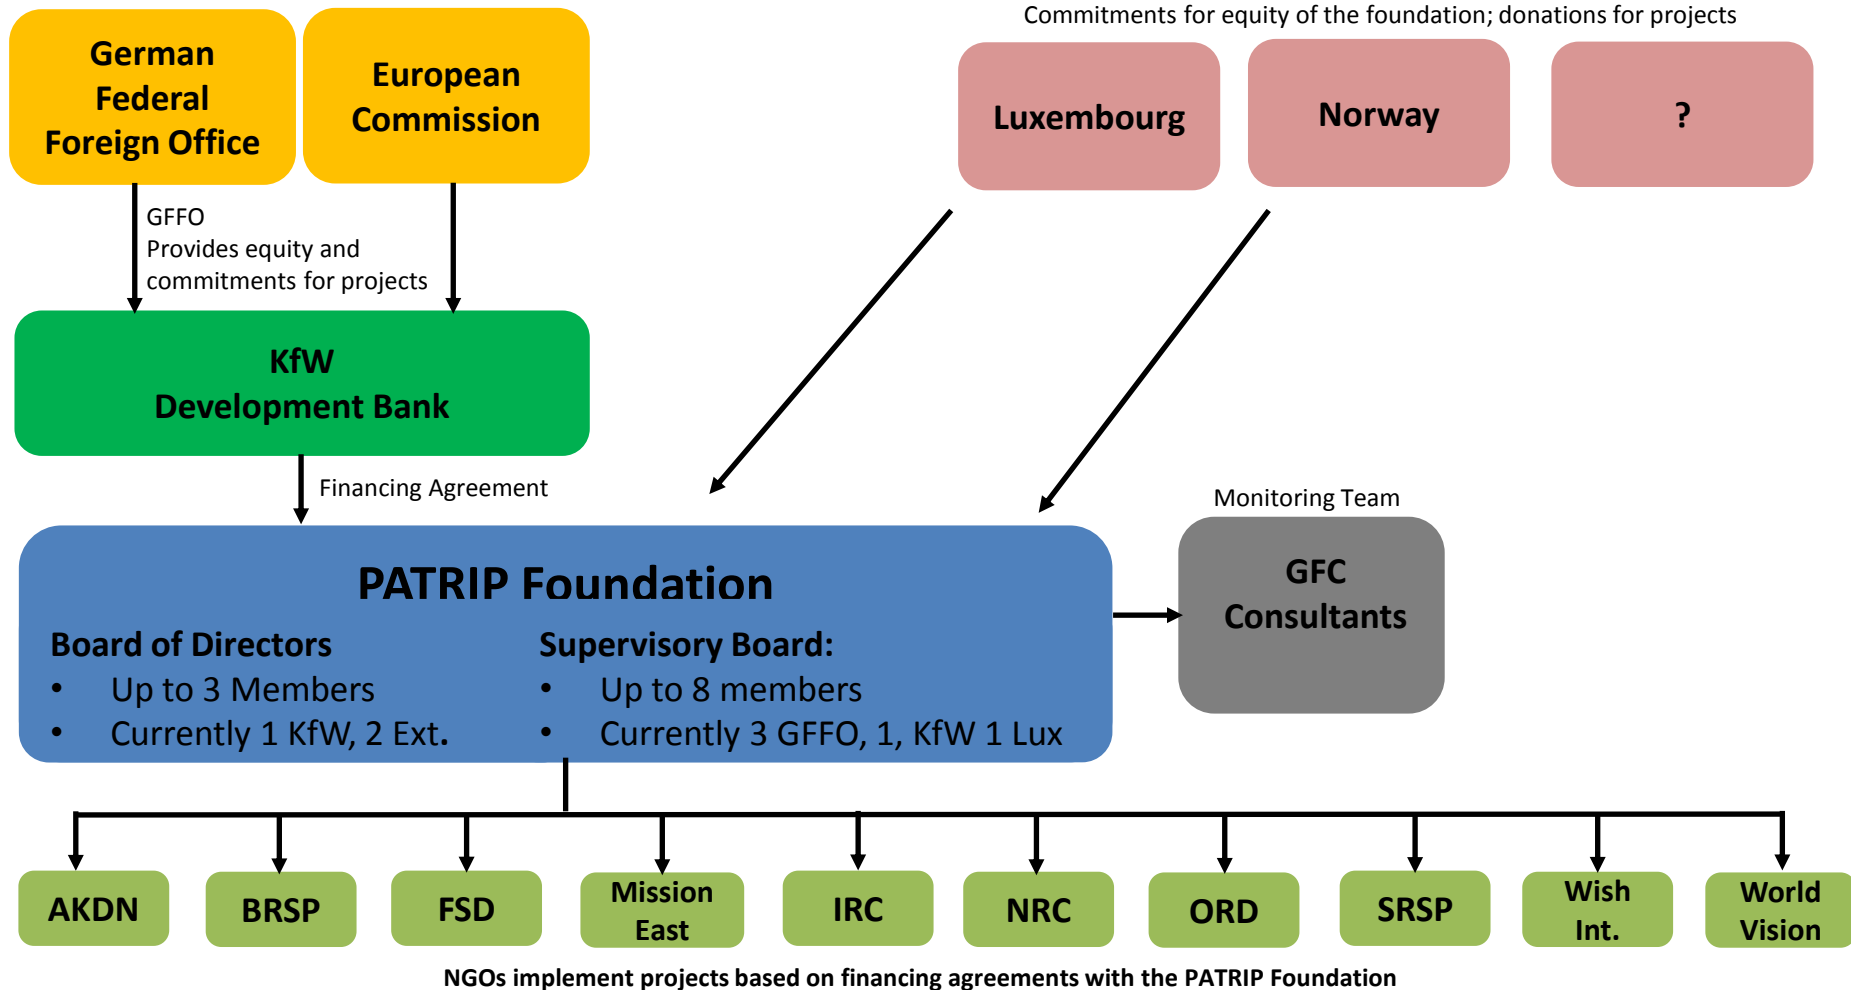 Commitments for equity of the foundation; donations for projects
German
Federal
Foreign Office
European
Commission
Luxembourg
Norway
?
GFFO
Provides equity and
commitments for projects
KfW
Development Bank
Financing Agreement
Monitoring Team
GFC
Consultants
PATRIP Foundation
Board of Directors
• Up to 3 Members
• Currently 1 KfW, 2 Ext.
Supervisory Board:
• Up to 8 members
• Currently 3 GFFO, 1, KfW 1 Lux
AKDN
BRSP
FSD
Mission
East
IRC
NRC
ORD
SRSP
Wish
Int.
World
Vision
NGOs implement projects based on financing agreements with the PATRIP Foundation